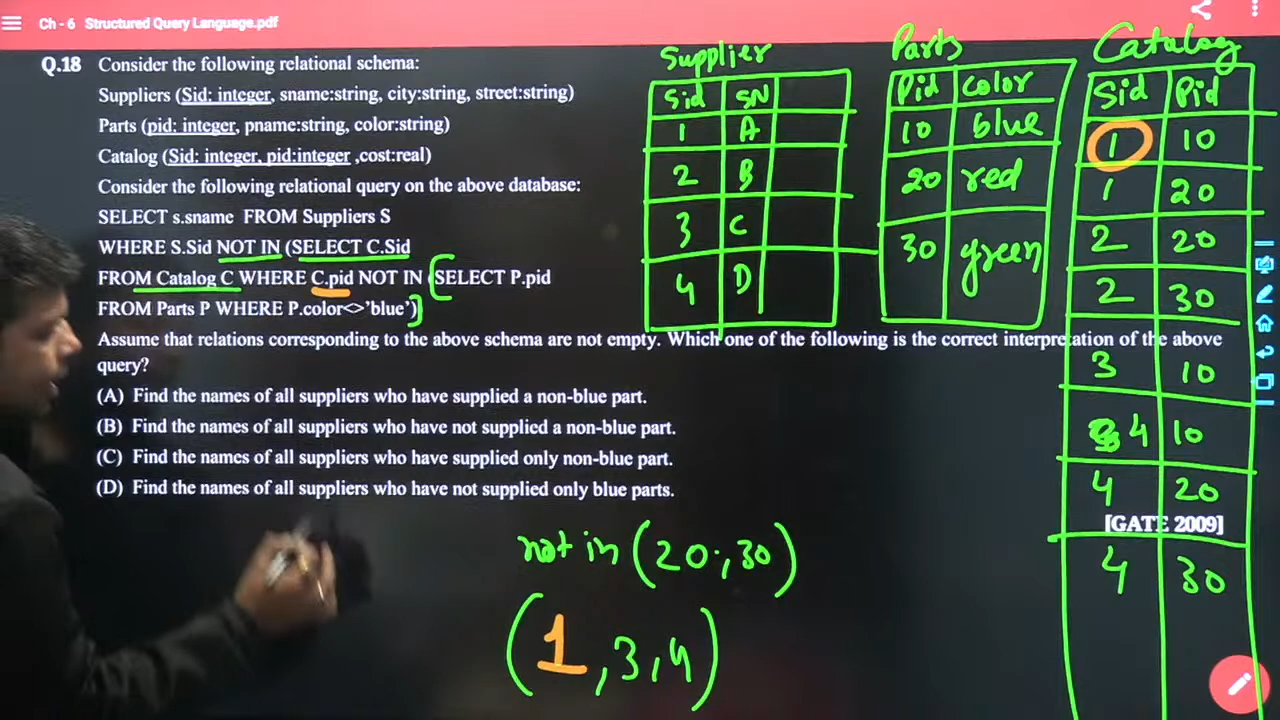 Ch - 6 Structured Query Language.pdf
Q.18 Consider the following relational schema:
Suppliers (Sid: integer, sname:string, city:string, street:string)
Parts (pid: integer, pname:string, color:string)
Catalog (Sid: integer, pid:integer ,cost:real)
Consider the following relational query on the above database:
SELECT s.sname FROM Suppliers S
WHERE S.Sid NOT IN (SELECT C.Sid
FROM Catalog C WHERE C.pid NOT IN (SELECT P.pid
FROM Parts P WHERE P.color<>'blue')
Assume that relations corresponding to the above schema are not empty. Which one of the following is the correct interpretation of the above
query?
(A) Find the names of all suppliers who have supplied a non-blue part.
(B) Find the names of all suppliers who have not supplied a non-blue part.
(C) Find the names of all suppliers who have supplied only non-blue part.
(D) Find the names of all suppliers who have not supplied only blue parts.
[GATE 2009]
Supplier
Sid SN
1 A
2 B
3 C
4 D
Parts
Pid color
10 blue
20 red
30 green
Catalog
Sid Pid
1 10
1 20
2 20
2 30
3 10
4 10
4 20
4 30
not in (20, 30)
(1, 3, 4)